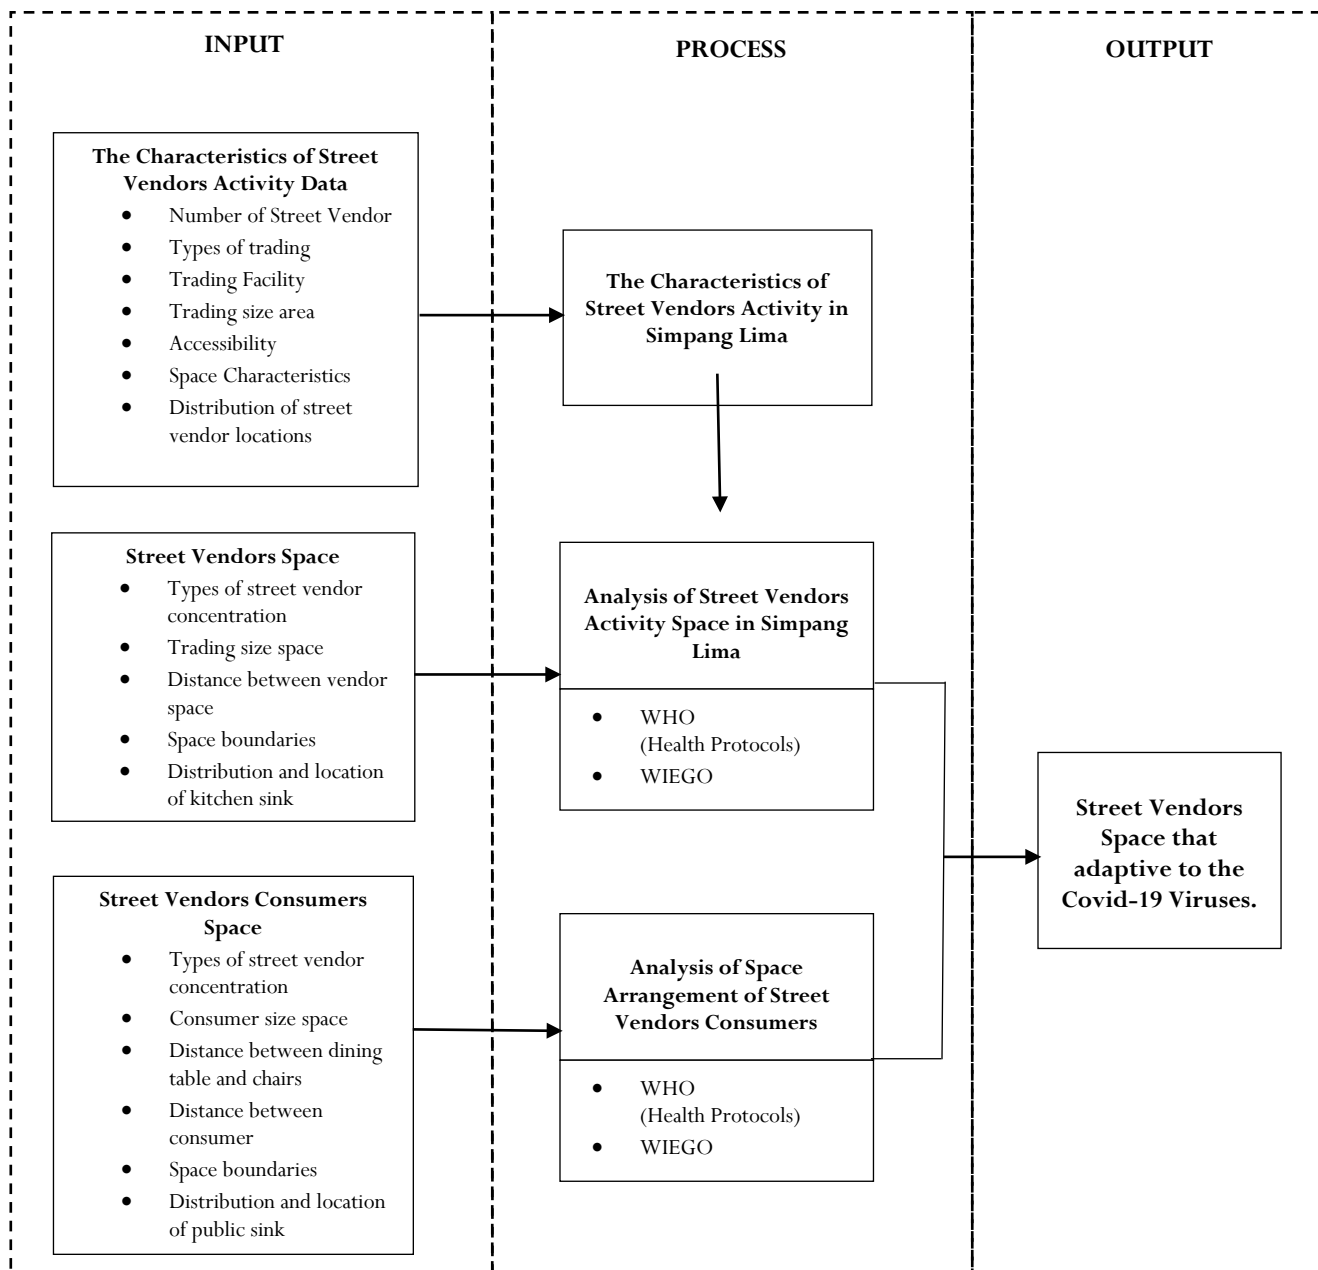 INPUT
PROCESS
OUTPUT
The Characteristics of Street
Vendors Activity Data
• Number of Street Vendor
• Types of trading
• Trading Facility
• Trading size area
• Accessibility
• Space Characteristics
• Distribution of street
vendor locations
Street Vendors Space
• Types of street vendor
concentration
• Trading size space
• Distance between vendor
space
• Space boundaries
• Distribution and location
of kitchen sink
Street Vendors Consumers
Space
• Types of street vendor
concentration
• Consumer size space
• Distance between dining
table and chairs
• Distance between
consumer
• Space boundaries
• Distribution and location
of public sink
The Characteristics of
Street Vendors Activity in
Simpang Lima
Analysis of Street Vendors
Activity Space in Simpang
Lima
• WHO
(Health Protocols)
• WIEGO
Analysis of Space
Arrangement of Street
Vendors Consumers
• WHO
(Health Protocols)
• WIEGO
Street Vendors
Space that
adaptive to the
Covid-19 Viruses.